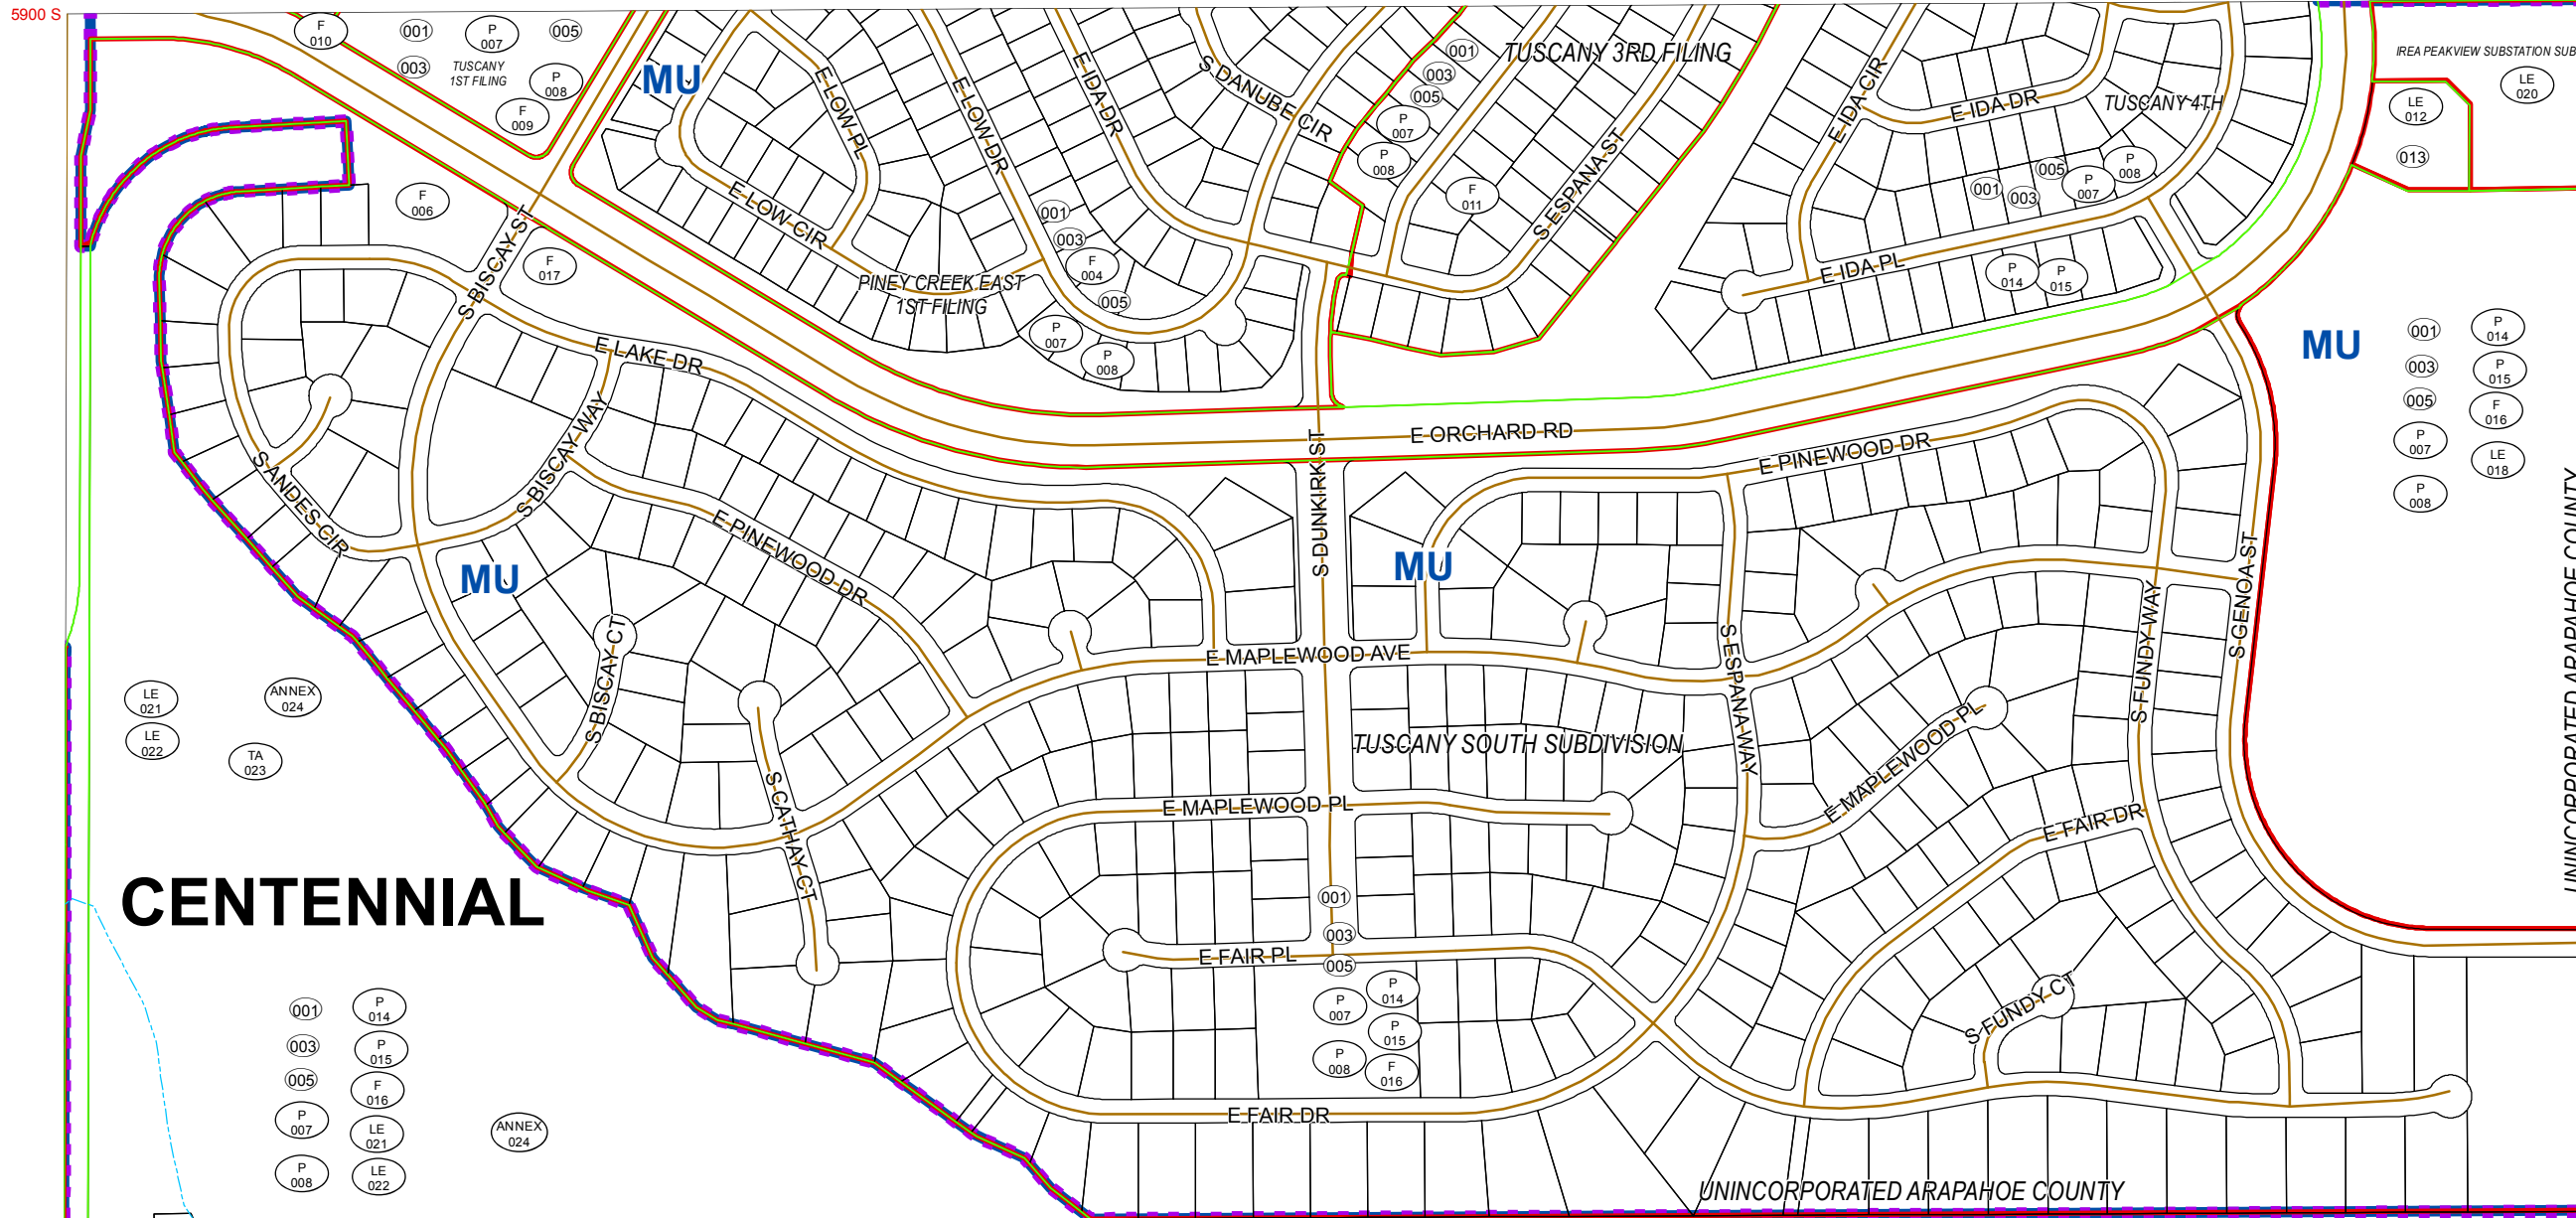 5900 S
F
010
001
P
007
005
003
TUSCANY
1ST FILING
P
008
F
009
MU
E LOW PL
E LOW DR
E IDA DR
S DANUBE CIR
001
003
005
P
007
P
008
TUSCANY 3RD FILING
F
011
S ESPANA ST
E IDA CIR
E IDA DR
TUSCANY 4TH
001
003
005
P
007
P
008
IREA PEAKVIEW SUBSTATION SUB
LE
012
LE
020
013
F
006
S BISCAY ST
F
017
E LOW CIR
PINEY CREEK EAST
1ST FILING
001
003
F
004
005
P
007
P
008
E IDA PL
P
014
P
015
MU
001
P
014
003
P
015
005
F
016
P
007
LE
018
P
008
UNINCORPORATED ARAPAHOE COUNTY
E LAKE DR
S BISCAY WAY
S ANDES CIR
E PINEWOOD DR
E ORCHARD RD
S DUNKIRK ST
E PINEWOOD DR
MU
MU
S BISCAY CT
E MAPLEWOOD AVE
S ESPANA WAY
S FUNDY WAY
S GENOA ST
LE
021
ANNEX
024
LE
022
TA
023
TUSCANY SOUTH SUBDIVISION
E MAPLEWOOD PL
E MAPLEWOOD PL
S CATHAY CT
E FAIR DR
CENTENNIAL
001
003
005
E FAIR PL
P
007
P
014
P
015
P
008
F
016
S FUNDY CT
001
P
014
003
P
015
005
F
016
P
007
LE
021
ANNEX
024
P
008
LE
022
E FAIR DR
UNINCORPORATED ARAPAHOE COUNTY